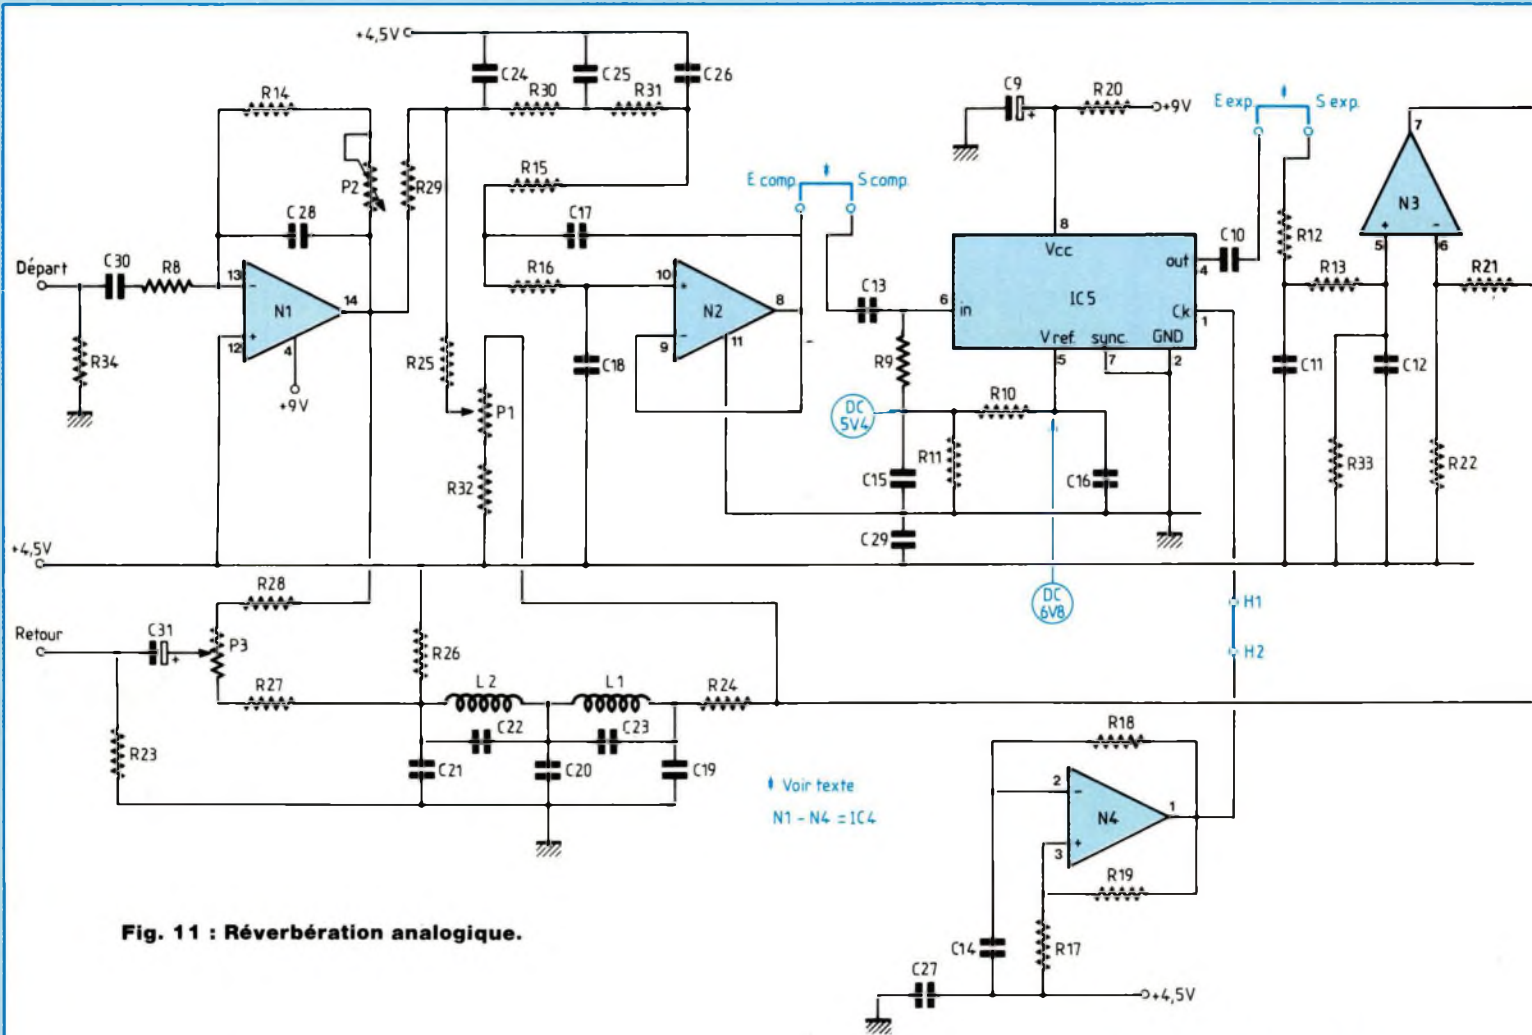 +4,5V
C24
C25
C26
R14
R30
R31
C9
+
R20
+9V
E exp.
S exp.
7
P2
R29
R15
E comp.
S comp.
N3
+
-
5
6
C28
C17
8
Vcc
out
4
C10
R12
R13
R21
Départ
C30
R8
13
-
N1
14
R16
10
+
N2
8
C13
6
in
IC5
Ck
1
12
+
4
9
-
11
-
V ref.
sync.
GND
5
7
2
R34
+9V
R25
P1
C18
R9
C11
C12
DC
5V4
R10
R11
R32
C15
C16
R33
R22
C29
+4,5V
R28
DC
6V8
H1
Retour
C31
+
P3
R26
H2
R27
L2
L1
R24
R23
C22
C23
R18
C21
C20
C19
Voir texte
N1 - N4 = IC4
2
-
N4
1
3
+
R19
Fig. 11 : Réverbération analogique.
C14
R17
C27
+4,5V